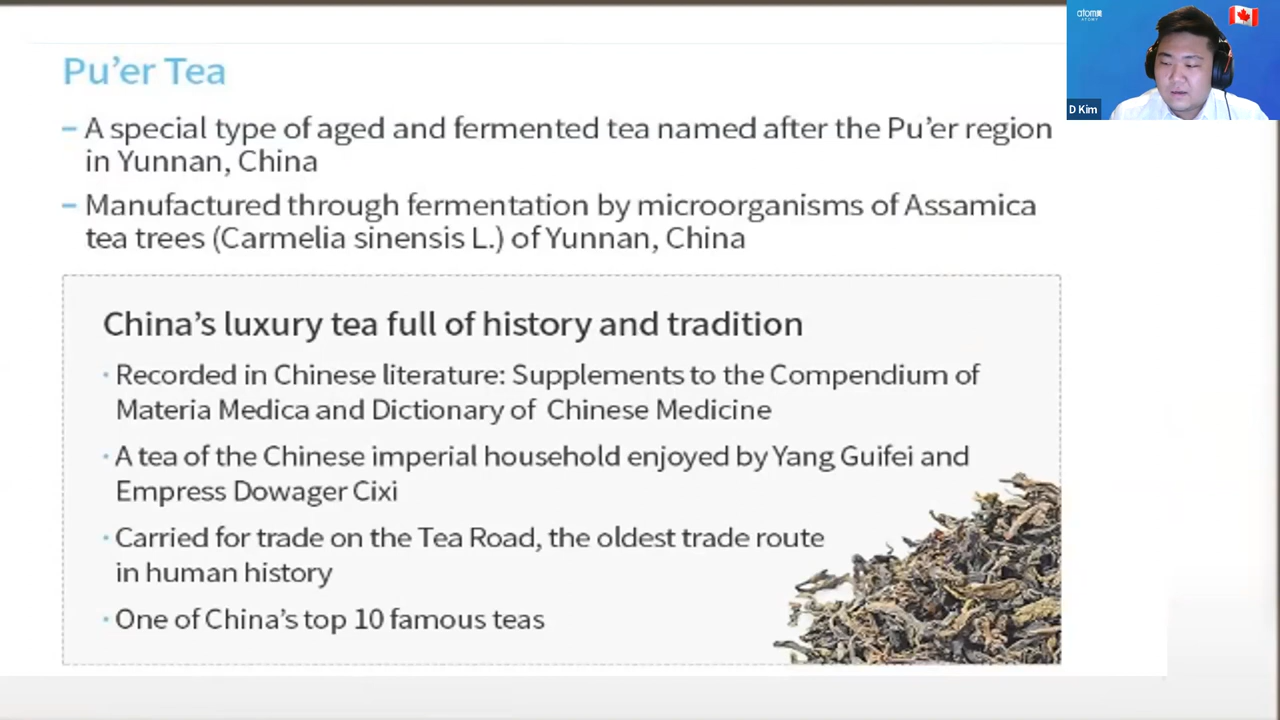 Pu’er Tea
– A special type of aged and fermented tea named after the Pu’er region
in Yunnan, China
– Manufactured through fermentation by microorganisms of Assamica
tea trees (Carmelia sinensis L.) of Yunnan, China
China’s luxury tea full of history and tradition
· Recorded in Chinese literature: Supplements to the Compendium of
Materia Medica and Dictionary of Chinese Medicine
· A tea of the Chinese imperial household enjoyed by Yang Guifei and
Empress Dowager Cixi
· Carried for trade on the Tea Road, the oldest trade route
in human history
· One of China’s top 10 famous teas
D Kim